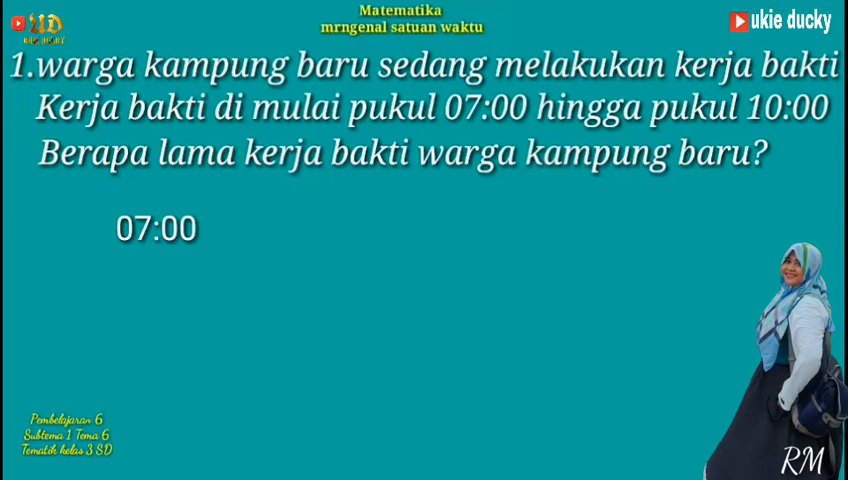 Matematika
mrngenal satuan waktu
UD
ukie ducky
1.warga kampung baru sedang melakukan kerja bakti
Kerja bakti di mulai pukul 07:00 hingga pukul 10:00
Berapa lama kerja bakti warga kampung baru?
07:00
Pembelajaran 6
Subtema 1 Tema 6
Tematik kelas 3 SD
RM